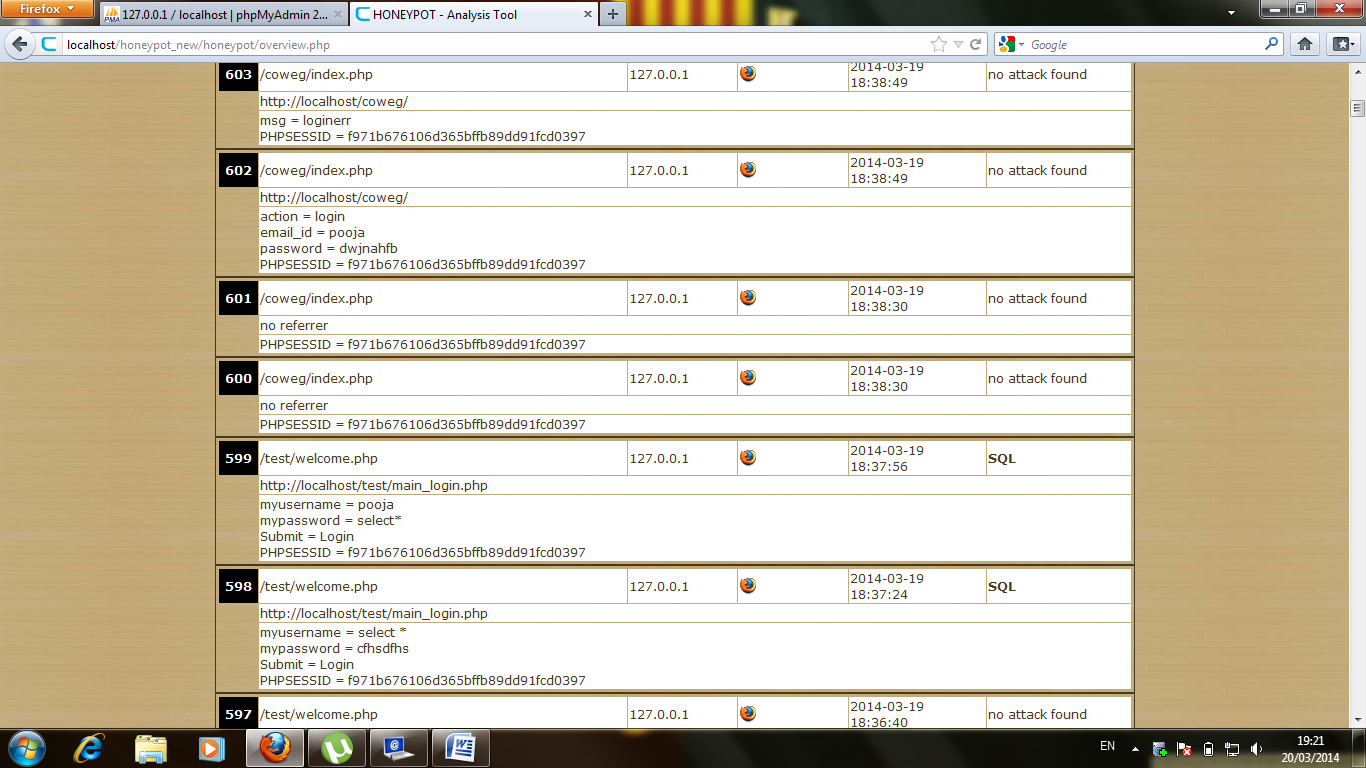 Firefox
127.0.0.1 / localhost | phpMyAdmin 2....
HONEYPOT - Analysis Tool
localhost/honeypot_new/honeypot/overview.php
Google
603 /coweg/index.php 127.0.0.1 2014-03-19 18:38:49 no attack found
http://localhost/coweg/
msg = loginerr
PHPSESSID = f971b676106d365bffb89dd91fcd0397
602 /coweg/index.php 127.0.0.1 2014-03-19 18:38:49 no attack found
http://localhost/coweg/
action = login
email_id = pooja
password = dwjnahfb
PHPSESSID = f971b676106d365bffb89dd91fcd0397
601 /coweg/index.php 127.0.0.1 2014-03-19 18:38:30 no attack found
no referrer
PHPSESSID = f971b676106d365bffb89dd91fcd0397
600 /coweg/index.php 127.0.0.1 2014-03-19 18:38:30 no attack found
no referrer
PHPSESSID = f971b676106d365bffb89dd91fcd0397
599 /test/welcome.php 127.0.0.1 2014-03-19 18:37:56 SQL
http://localhost/test/main_login.php
myusername = pooja
mypassword = select*
Submit = Login
PHPSESSID = f971b676106d365bffb89dd91fcd0397
598 /test/welcome.php 127.0.0.1 2014-03-19 18:37:24 SQL
http://localhost/test/main_login.php
myusername = select *
mypassword = cfhsdfhs
Submit = Login
PHPSESSID = f971b676106d365bffb89dd91fcd0397
597 /test/welcome.php 127.0.0.1 2014-03-19 18:36:40 no attack found
EN
19:21
20/03/2014